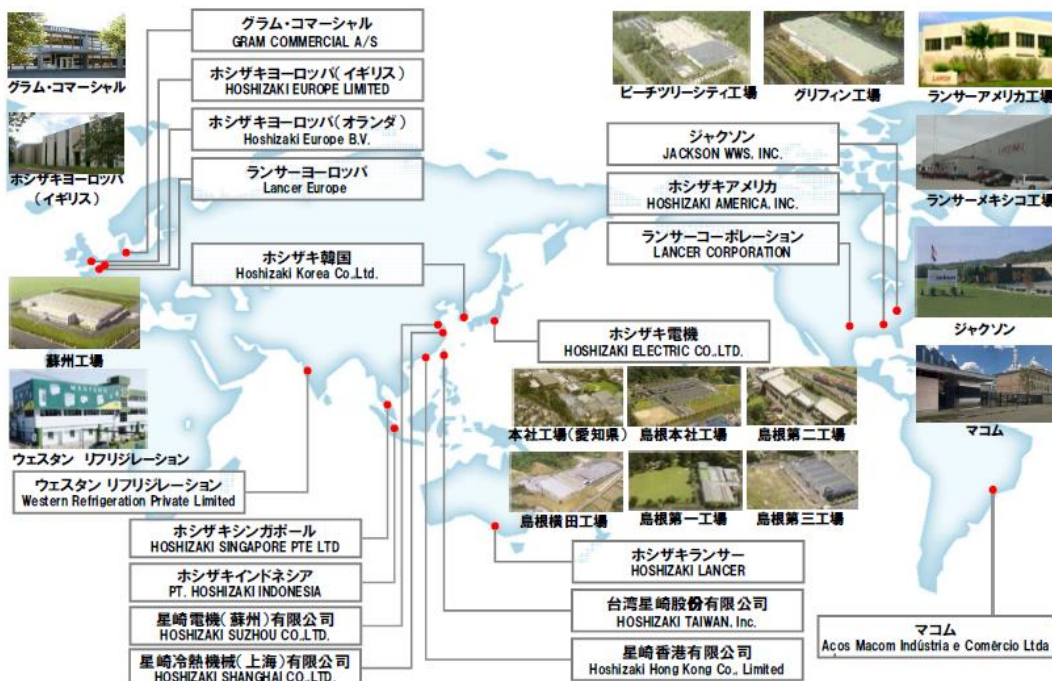 グラム・コマーシャル
GRAM COMMERCIAL A/S
ホシザキヨーロッパ(イギリス)
HOSHIZAKI EUROPE LIMITED
ホシザキヨーロッパ(オランダ)
Hoshizaki Europe B.V.
ランサーヨーロッパ
Lancer Europe
グラム・コマーシャル
ホシザキヨーロッパ
(イギリス)
ピーチツリーシティ工場
グリフィン工場
ランサーアメリカ工場
ジャクソン
JACKSON WWS, INC.
ホシザキアメリカ
HOSHIZAKI AMERICA, INC.
ランサーコーポレーション
LANCER CORPORATION
ランサーメキシコ工場
ホシザキ韓国
Hoshizaki Korea Co.,Ltd.
ホシザキ電機
HOSHIZAKI ELECTRIC CO.,LTD.
ジャクソン
蘇州工場
WESTERN
ウェスタン リフリジレーション
ウェスタン リフリジレーション
Western Refrigeration Private Limited
本社工場(愛知県)
島根本社工場
島根第二工場
マコム
島根横田工場
島根第一工場
島根第三工場
ホシザキシンガポール
HOSHIZAKI SINGAPORE PTE LTD
ホシザキインドネシア
PT. HOSHIZAKI INDONESIA
星崎電機(蘇州)有限公司
HOSHIZAKI SUZHOU CO.,LTD.
星崎冷熱機械(上海)有限公司
HOSHIZAKI SHANGHAI CO.,LTD.
ホシザキランサー
HOSHIZAKI LANCER
台湾星崎股份有限公司
HOSHIZAKI TAIWAN, Inc.
星崎香港有限公司
Hoshizaki Hong Kong Co., Limited
マコム
Aços Macom Indústria e Comércio Ltda